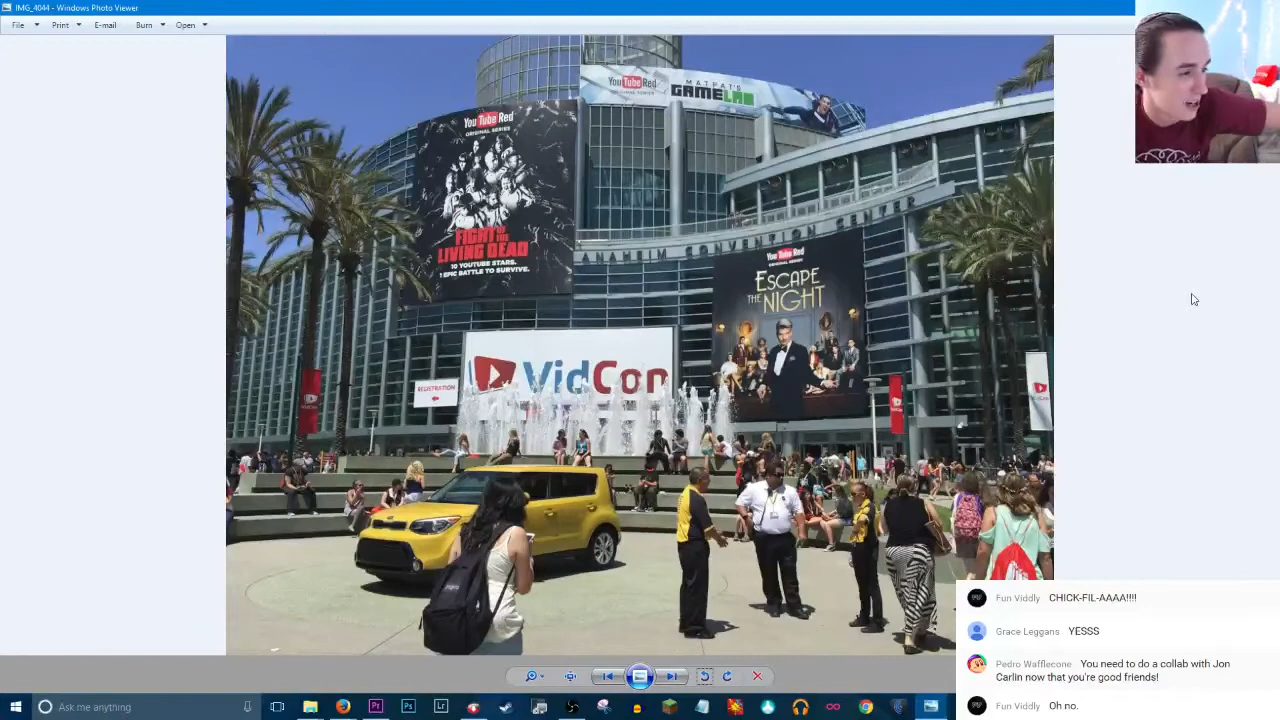 IMG_4044 - Windows Photo Viewer
File Print E-mail Burn Open
YouTube Red
ORIGINAL SERIES
MATPAT'S
GAME LAB
YouTube Red
ORIGINAL SERIES
FIGHT OF THE
LIVING DEAD
10 YOUTUBE STARS.
1 EPIC BATTLE TO SURVIVE.
ANAHEIM CONVENTION CENTER
YouTube Red
ORIGINAL SERIES
ESCAPE
THE NIGHT
VidCon
REGISTRATION
Fun Viddly CHICK-FIL-AAAA!!!!
Grace Leggans YESSS
Pedro Wafflecone You need to do a collab with Jon
Carlin now that you're good friends!
Fun Viddly Oh no.
Ask me anything